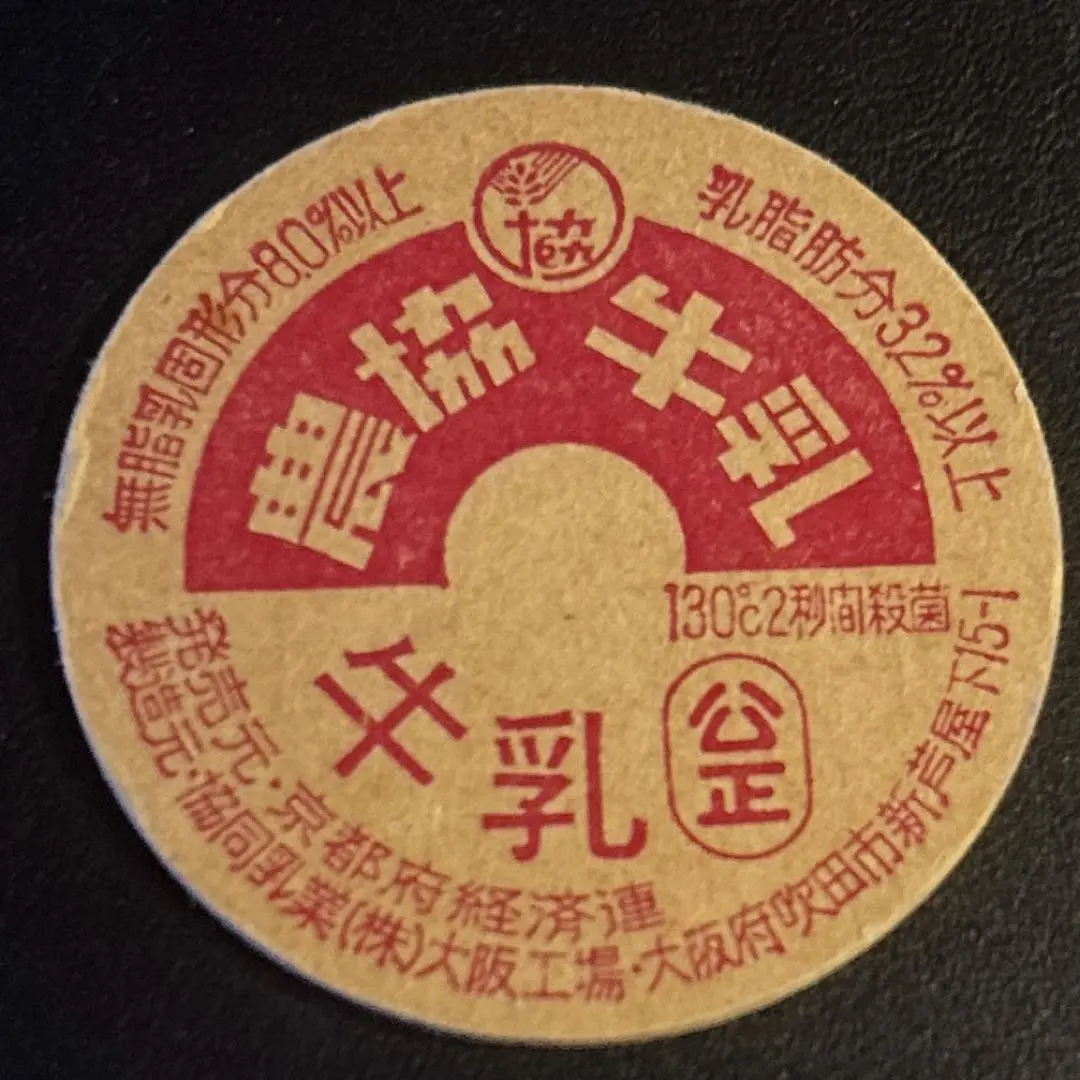 協
無脂乳固形分8.0%以上
乳脂肪分3.2%以上
農協牛乳
130℃2秒間殺菌
牛乳
公正
発売元・京都府経済連
製造元・協同乳業(株)大阪工場・大阪府吹田市新芦屋下15-1